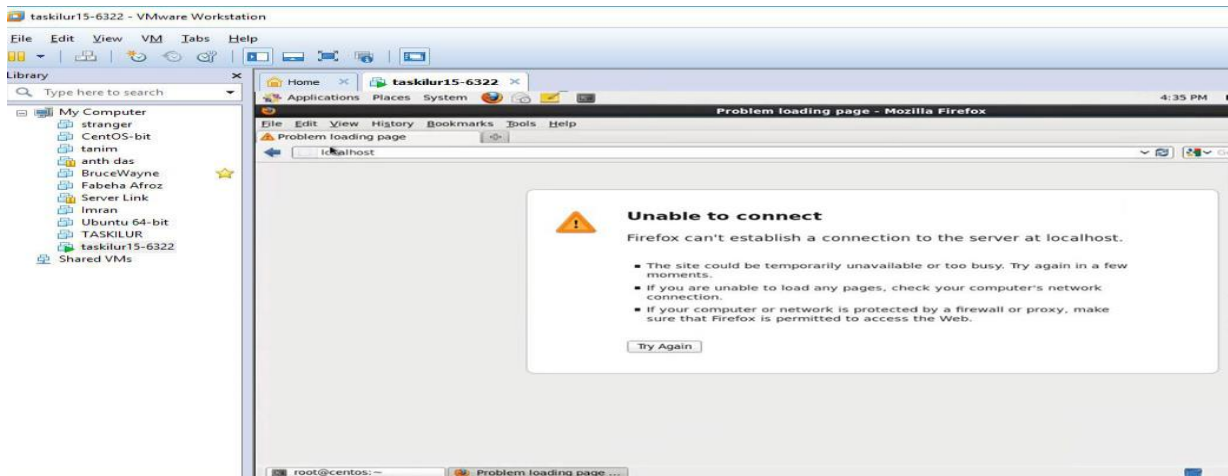 taskilur15-6322 - VMware Workstation
File Edit View VM Tabs Help
Library
Type here to search
My Computer
stranger
CentOS-bit
tanim
anth das
BruceWayne
Fabeha Afroz
Server Link
Imran
Ubuntu 64-bit
TASKILUR
taskilur15-6322
Shared VMs
Home taskilur15-6322
Applications Places System 4:35 PM
Problem loading page - Mozilla Firefox
File Edit View History Bookmarks Tools Help
Problem loading page
localhost
Unable to connect
Firefox can't establish a connection to the server at localhost.
The site could be temporarily unavailable or too busy. Try again in a few
moments.
If you are unable to load any pages, check your computer's network
connection.
If your computer or network is protected by a firewall or proxy, make
sure that Firefox is permitted to access the Web.
Try Again
root@centos:~ Problem loading page ...